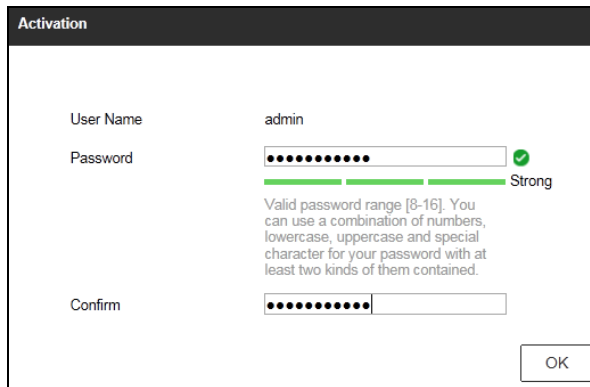 Activation
User Name admin
Password ●●●●●●●●●●●
Strong
Valid password range [8-16]. You
can use a combination of numbers,
lowercase, uppercase and special
character for your password with at
least two kinds of them contained.
Confirm ●●●●●●●●●●●
OK